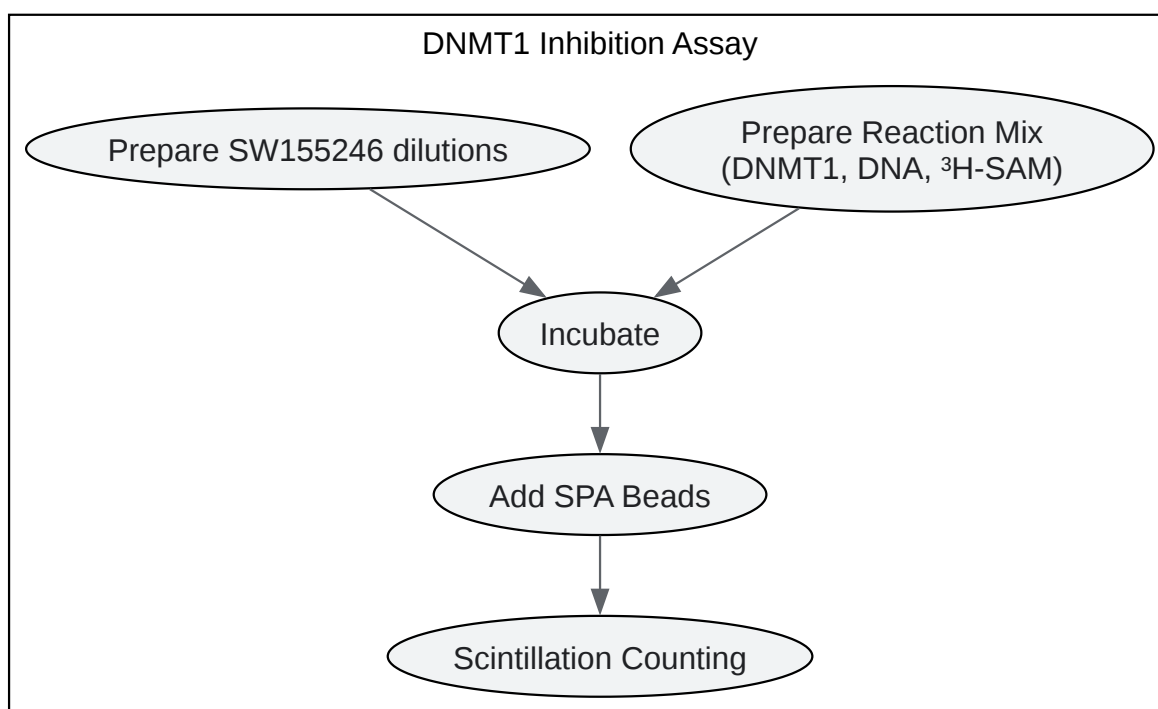 DNMT1 Inhibition Assay
Prepare SW155246 dilutions
Prepare Reaction Mix
(DNMT1, DNA, ³H-SAM)
Incubate
Add SPA Beads
Scintillation Counting